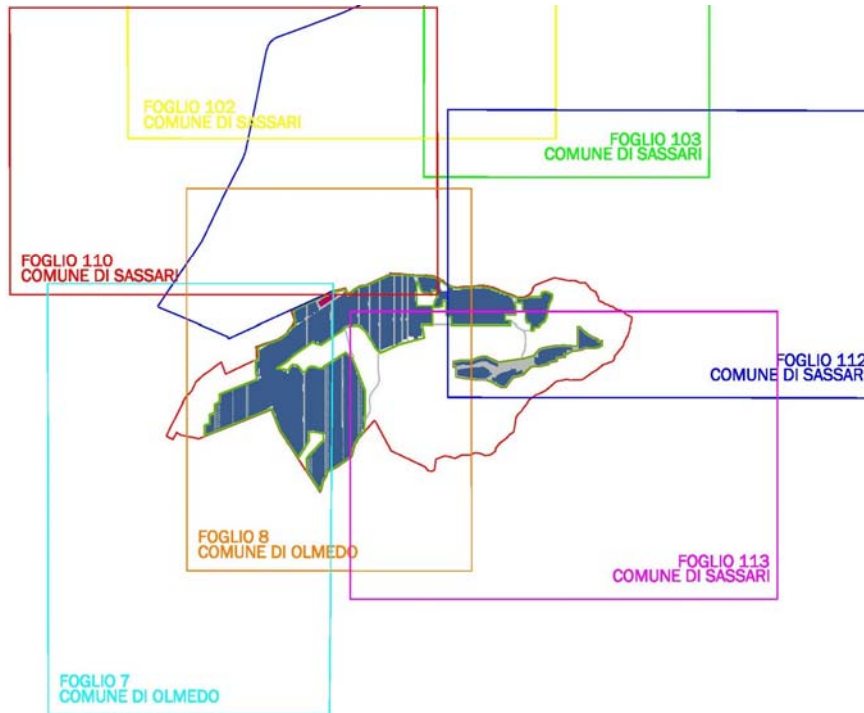 FOGLIO 102
COMUNE DI SASSARI
FOGLIO 103
COMUNE DI SASSARI
FOGLIO 110
COMUNE DI SASSARI
FOGLIO 112
COMUNE DI SASSARI
FOGLIO 8
COMUNE DI OLMEDO
FOGLIO 113
COMUNE DI SASSARI
FOGLIO 7
COMUNE DI OLMEDO